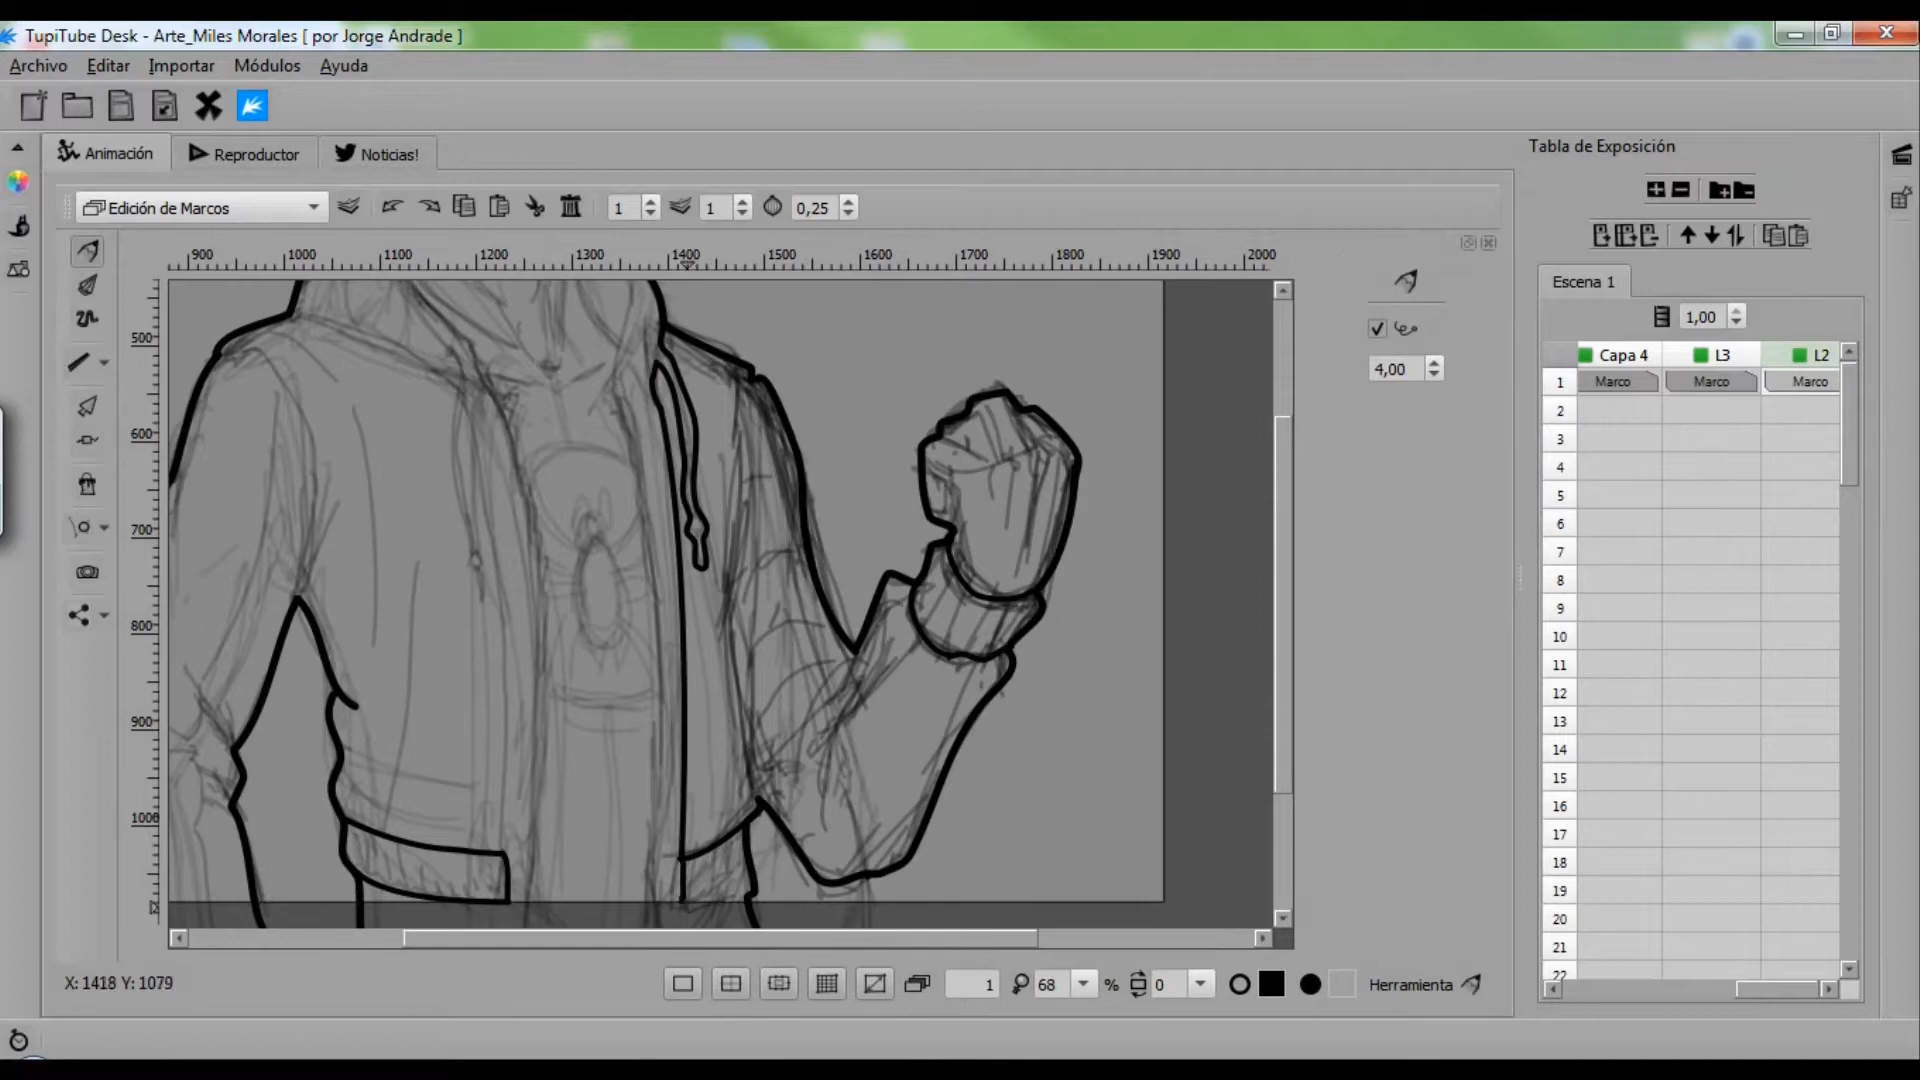 TupiTube Desk - Arte_Miles Morales [ por Jorge Andrade ]
Archivo Editar Importar Módulos Ayuda
Animación Reproductor Noticias!
Tabla de Exposición
Edición de Marcos 1 1 0,25
900 1000 1100 1200 1300 1400 1500 1600 1700 1800 1900 2000
500
600
700
800
900
1000
4,00
Escena 1
1,00
Capa 4 L3 L2
1 Marco Marco Marco
2
3
4
5
6
7
8
9
10
11
12
13
14
15
16
17
18
19
20
21
22
X: 1418 Y: 1079 1 68 % 0 Herramienta